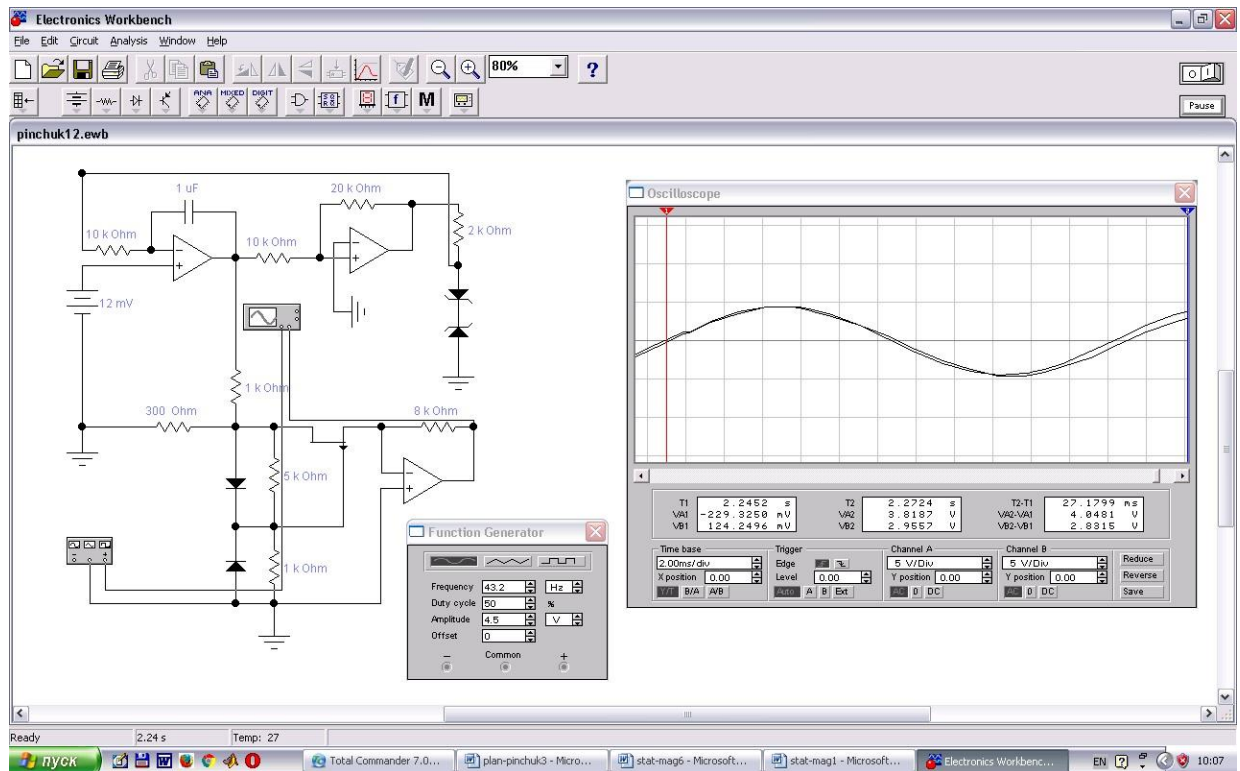 Electronics Workbench
File Edit Circuit Analysis Window Help
80%
?
ANA MIXED DIGIT
f M
Pause
pinchuk12.ewb
1 uF
10 k Ohm
12 mV
10 k Ohm
20 k Ohm
2 k Ohm
1 k Ohm
300 Ohm
5 k Ohm
8 k Ohm
1 k Ohm
Function Generator
Frequency 43.2 Hz
Duty cycle 50 %
Amplitude 4.5 V
Offset 0
− Common +
Oscilloscope
1 2
T1 2.2452 s T2 2.2724 s T2-T1 27.1799 ms
VA1 -229.3250 mV VA2 3.8187 V VA2-VA1 4.0481 V
VB1 124.2496 mV VB2 2.9557 V VB2-VB1 2.8315 V
Time base Trigger Channel A Channel B
2.00ms/div Edge 5 V/Div 5 V/Div Reduce
X position 0.00 Level 0.00 Y position 0.00 Y position 0.00 Reverse
Y/T B/A A/B Auto A B Ext AC 0 DC AC 0 DC Save
Ready 2.24 s Temp: 27
пуск Total Commander 7.0... plan-pinchuk3 - Micro... stat-mag6 - Microsoft... stat-mag1 - Microsoft... Electronics Workbenc... EN 10:07